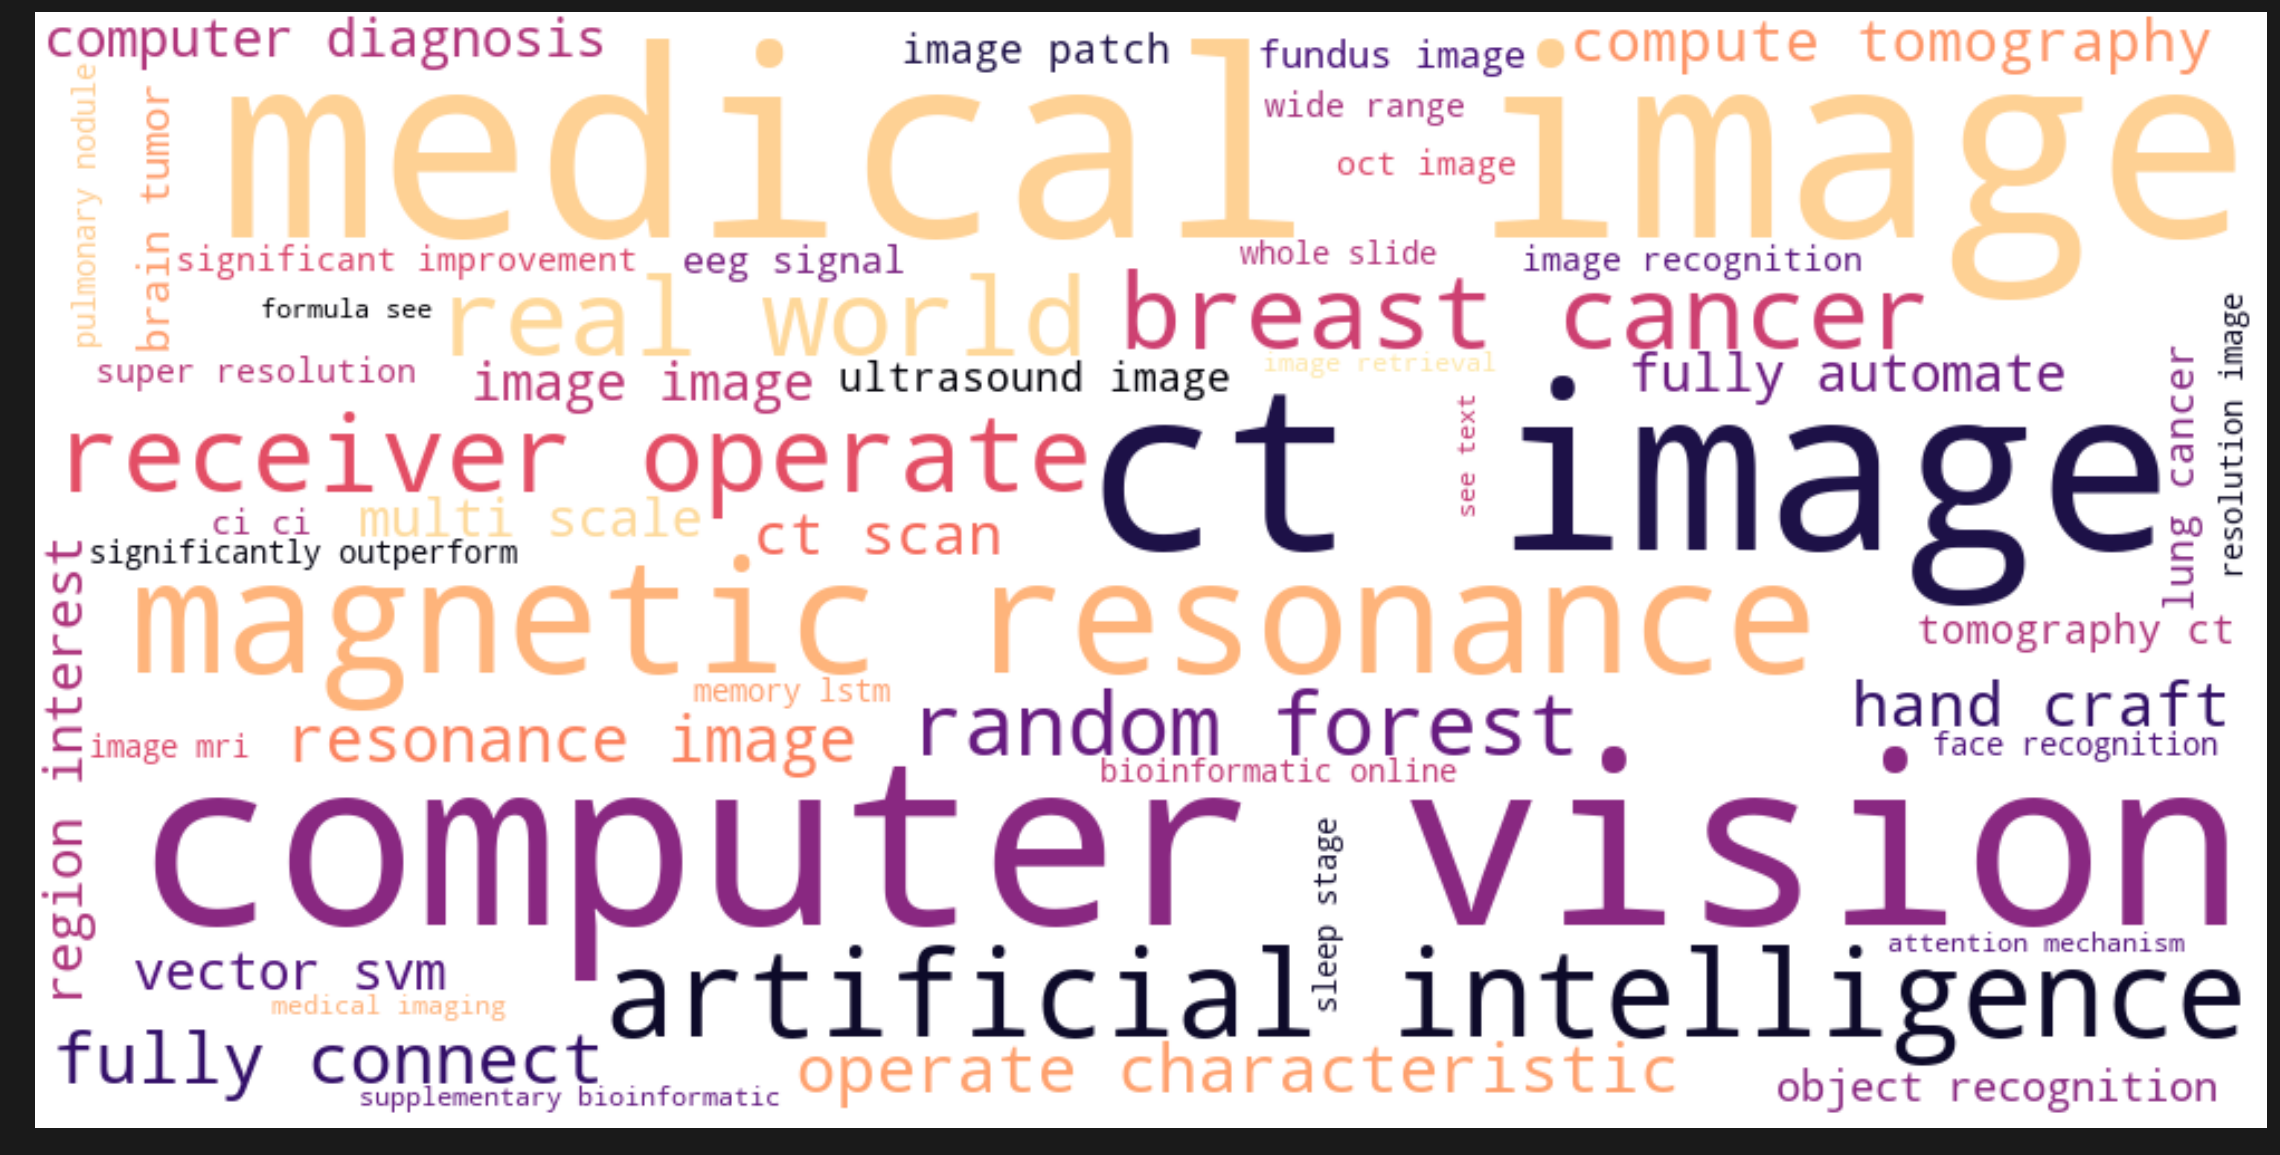 computer diagnosis
image patch
fundus image
compute tomography
medical image
wide range
oct image
pulmonary nodule
brain tumor
significant improvement
eeg signal
whole slide
image recognition
formula see
real world
breast cancer
resolution image
super resolution
image image
ultrasound image
image retrieval
fully automate
lung cancer
receiver operate
ct image
see text
ci ci
multi scale
ct scan
significantly outperform
region interest
magnetic resonance
tomography ct
memory lstm
image mri
resonance image
random forest
hand craft
face recognition
bioinformatic online
computer vision
sleep stage
vector svm
attention mechanism
artificial intelligence
medical imaging
fully connect
operate characteristic
supplementary bioinformatic
object recognition